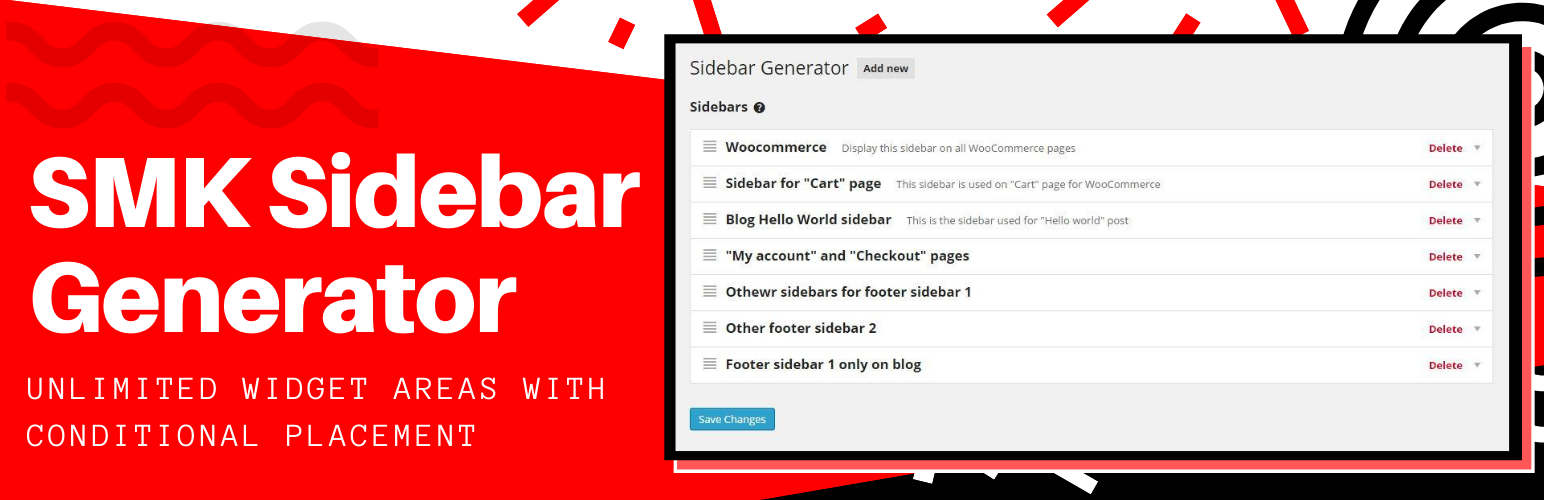 SMK Sidebar
Generator
UNLIMITED WIDGET AREAS WITH
CONDITIONAL PLACEMENT
Sidebar Generator Add new
Sidebars ?
Woocommerce Display this sidebar on all WooCommerce pages Delete
Sidebar for "Cart" page This sidebar is used on "Cart" page for WooCommerce Delete
Blog Hello World sidebar This is the sidebar used for "Hello world" post Delete
"My account" and "Checkout" pages Delete
Othewr sidebars for footer sidebar 1 Delete
Other footer sidebar 2 Delete
Footer sidebar 1 only on blog Delete
Save Changes